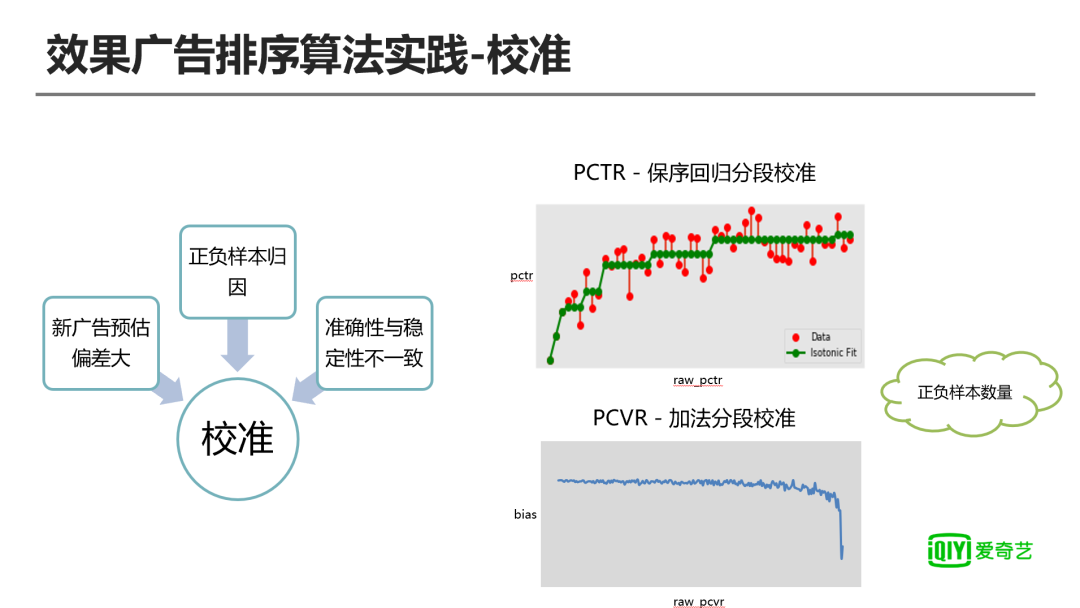 效果广告排序算法实践-校准
正负样本归
因
新广告预估
偏差大
准确性与稳
定性不一致
校准
PCTR - 保序回归分段校准
pctr
Data
Isotonic Fit
raw_pctr
PCVR - 加法分段校准
bias
raw_pcvr
正负样本数量
iQIYI 爱奇艺